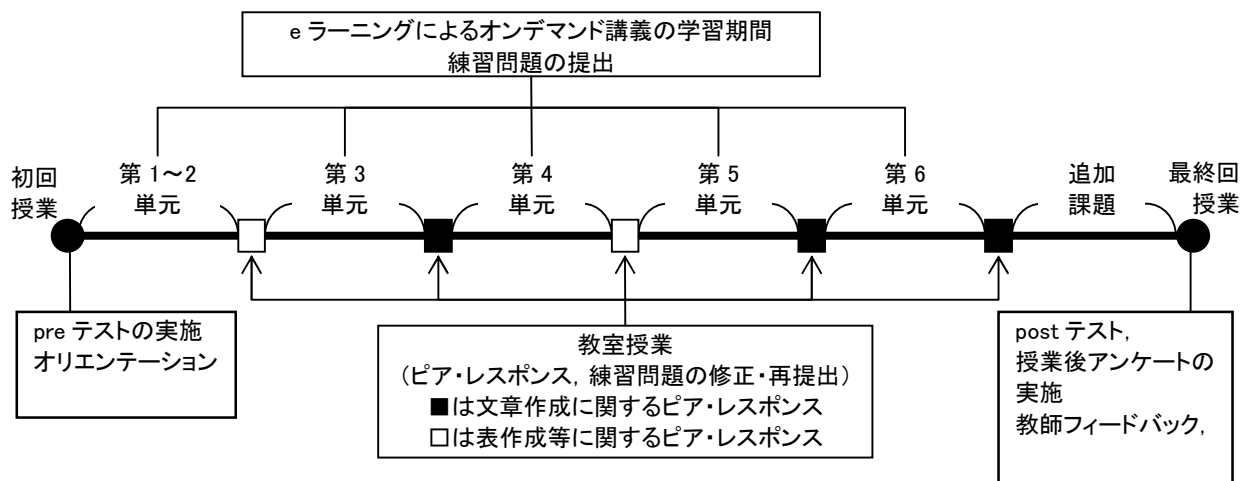 e ラーニングによるオンデマンド講義の学習期間
練習問題の提出
初回
授業
第 1～2
単元
第 3
単元
第 4
単元
第 5
単元
第 6
単元
追加
課題
最終回
授業
pre テストの実施
オリエンテーション
教室授業
（ピア・レスポンス, 練習問題の修正・再提出）
■は文章作成に関するピア・レスポンス
□は表作成等に関するピア・レスポンス
post テスト,
授業後アンケートの
実施
教師フィードバック,